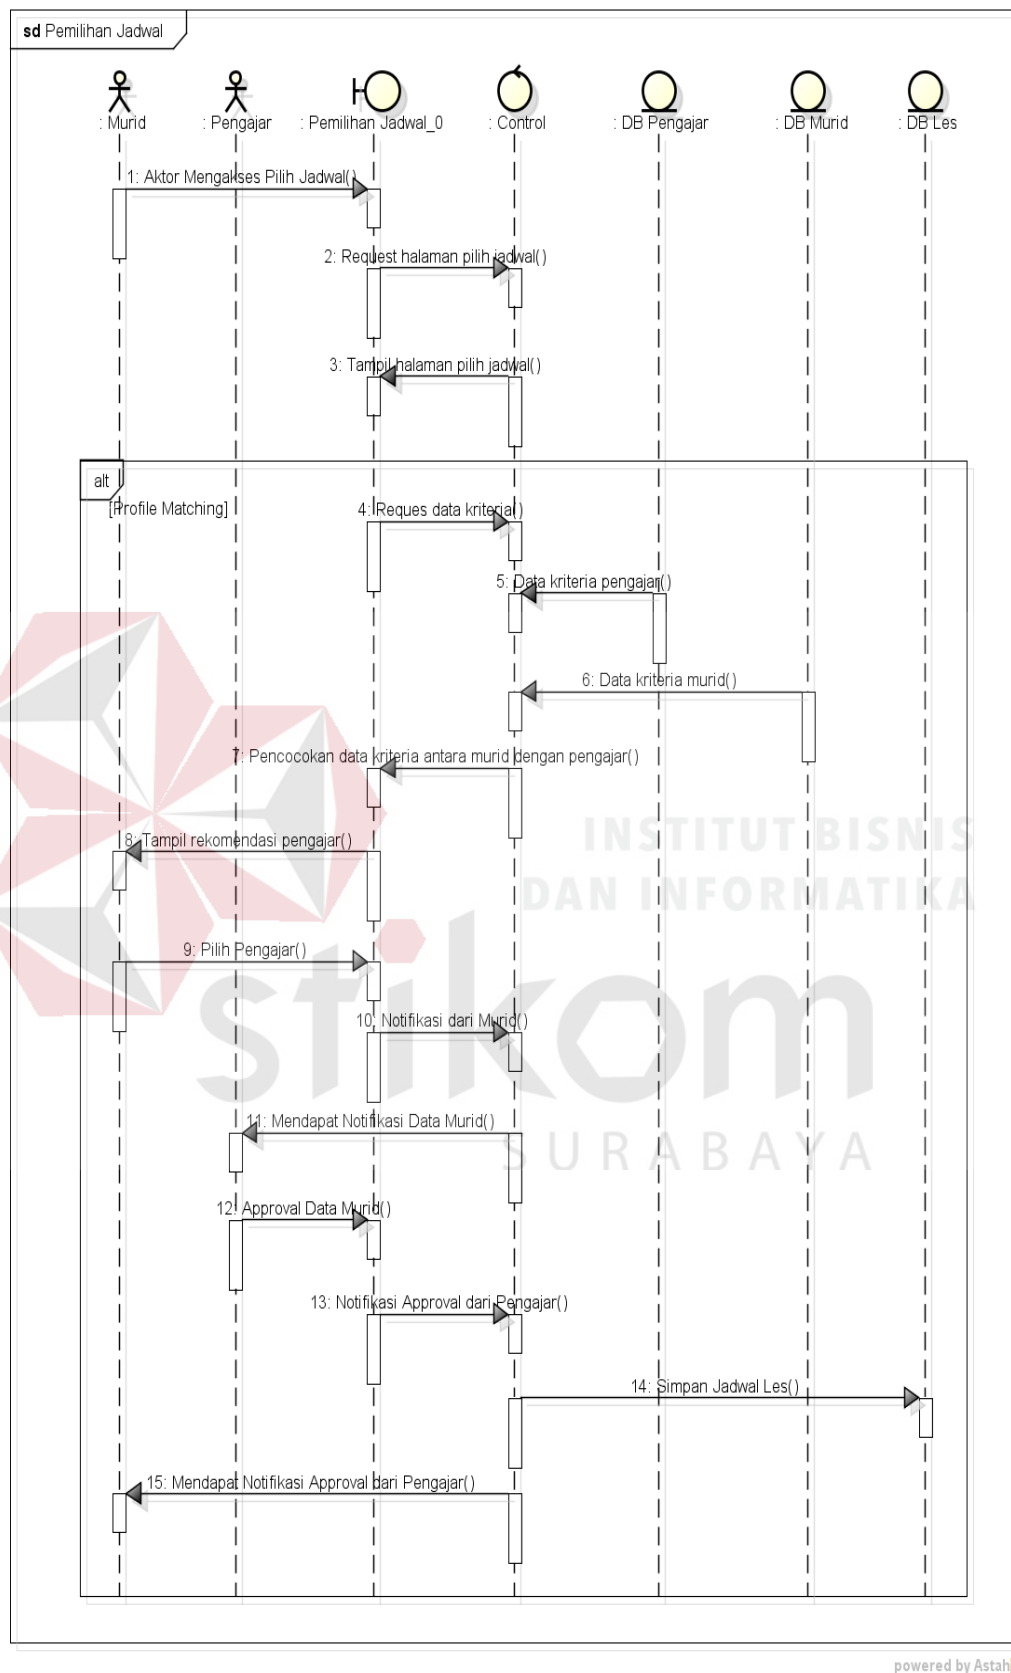 sd Pemilihan Jadwal
: Murid
: Pengajar
: Pemilihan Jadwal_0
: Control
: DB Pengajar
: DB Murid
: DB Les
1: Aktor Mengakses Pilih Jadwal()
2: Request halaman pilih jadwal()
3: Tampil halaman pilih jadwal()
alt
[Profile Matching]
4: Reques data kriteria()
5: Data kriteria pengajar()
6: Data kriteria murid()
7: Pencocokan data kriteria antara murid dengan pengajar()
8: Tampil rekomendasi pengajar()
INSTITUT BISNIS
DAN INFORMATIKA
9: Pilih Pengajar()
stikom
10: Notifikasi dari Murid()
11: Mendapat Notifikasi Data Murid()
SURABAYA
12: Approval Data Murid()
13: Notifikasi Approval dari Pengajar()
14: Simpan Jadwal Les()
15: Mendapat Notifikasi Approval dari Pengajar()
powered by Astah